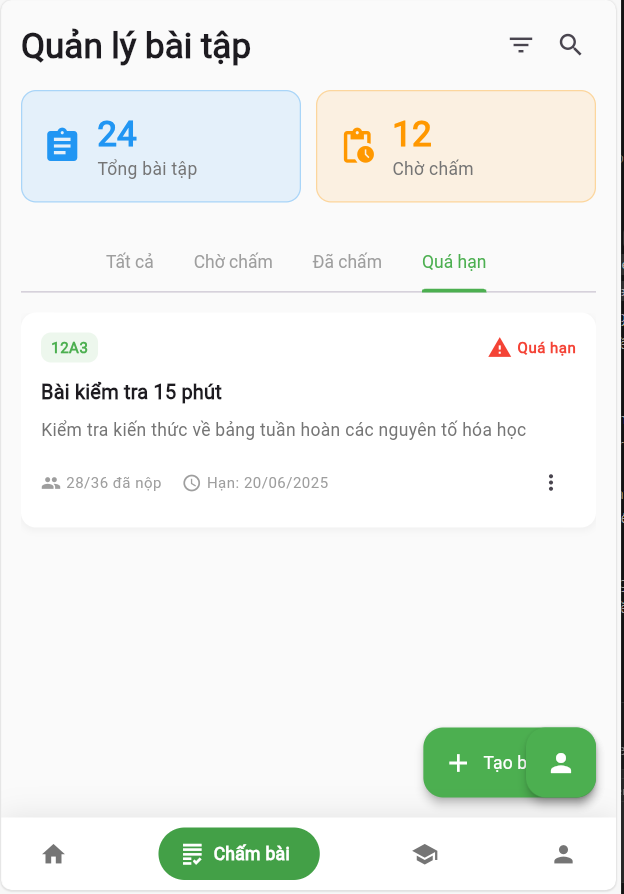 Quản lý bài tập
24
Tổng bài tập
12
Chờ chấm
Tất cả
Chờ chấm
Đã chấm
Quá hạn
12A3
Quá hạn
Bài kiểm tra 15 phút
Kiểm tra kiến thức về bảng tuần hoàn các nguyên tố hóa học
28/36 đã nộp
Hạn: 20/06/2025
Tạo b
Chấm bài